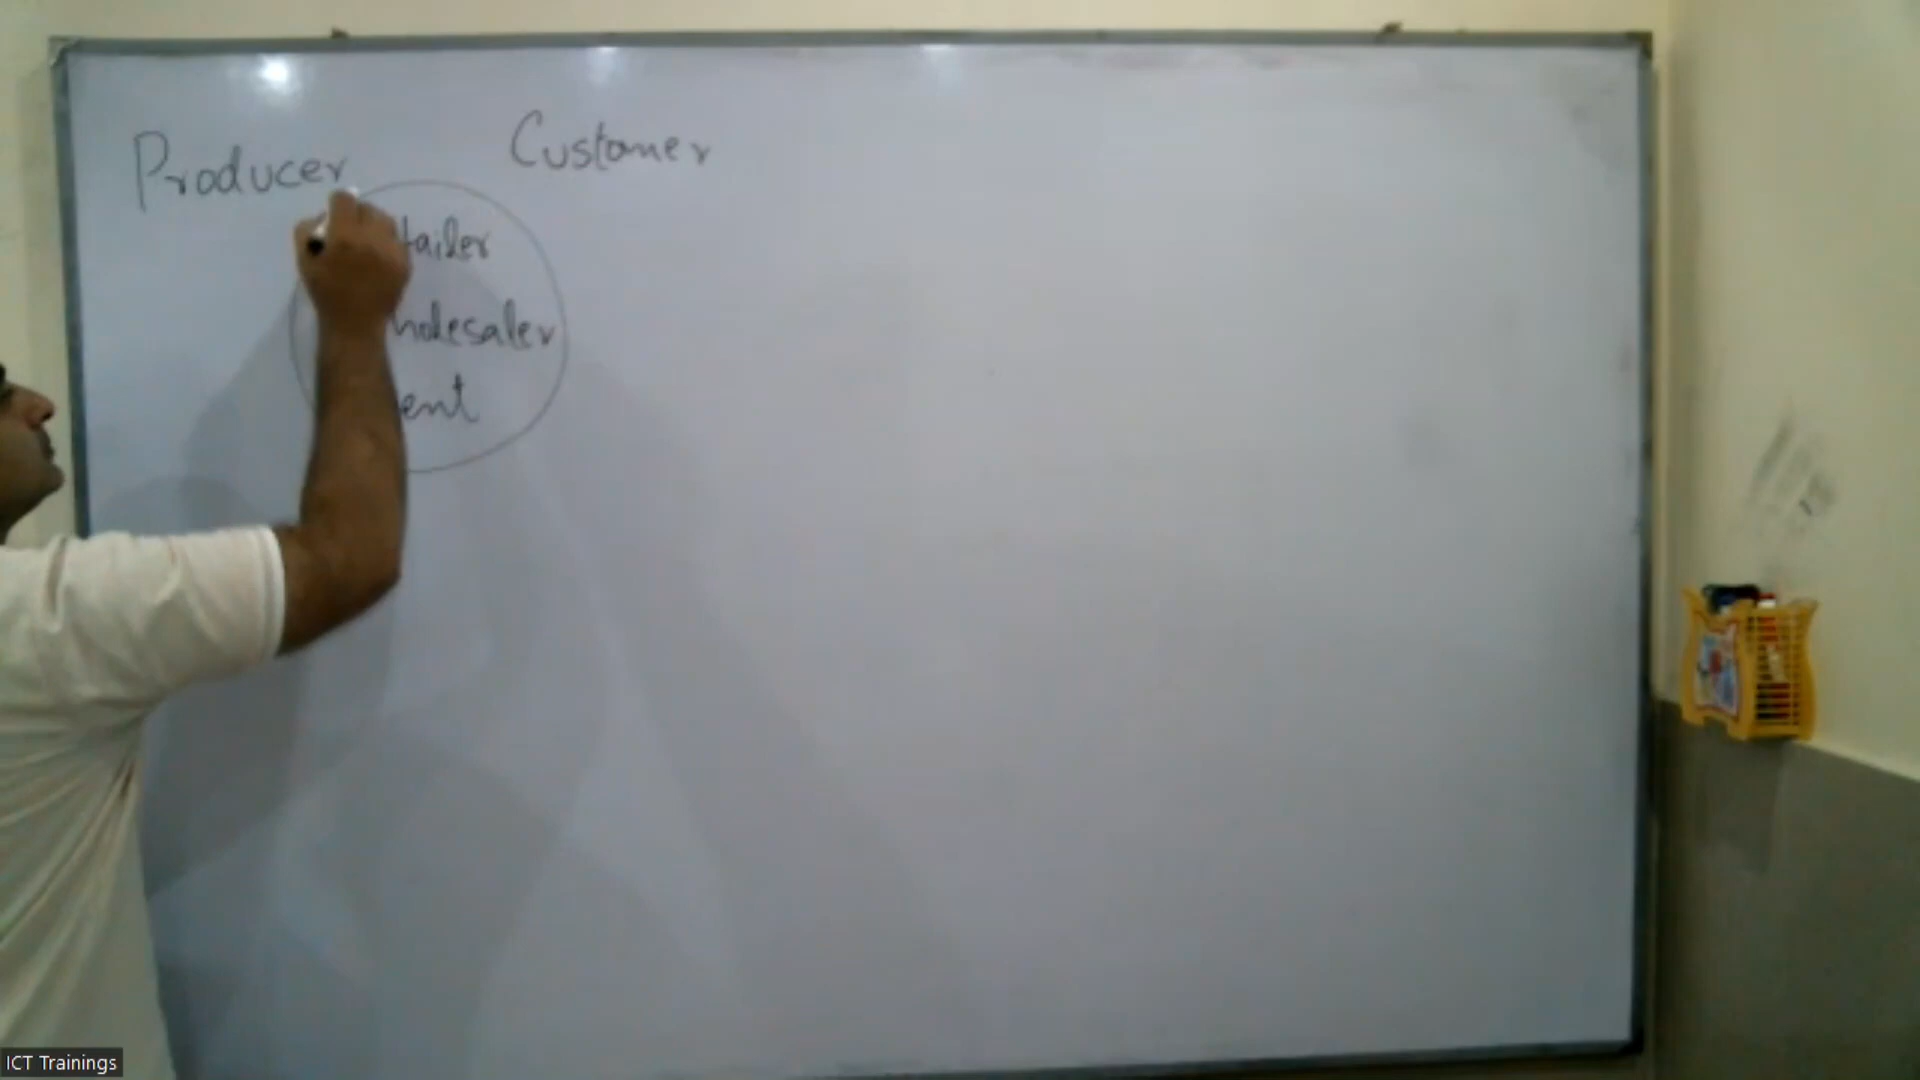 Producer Customer
tailer
holesaler
ent
ICT Trainings